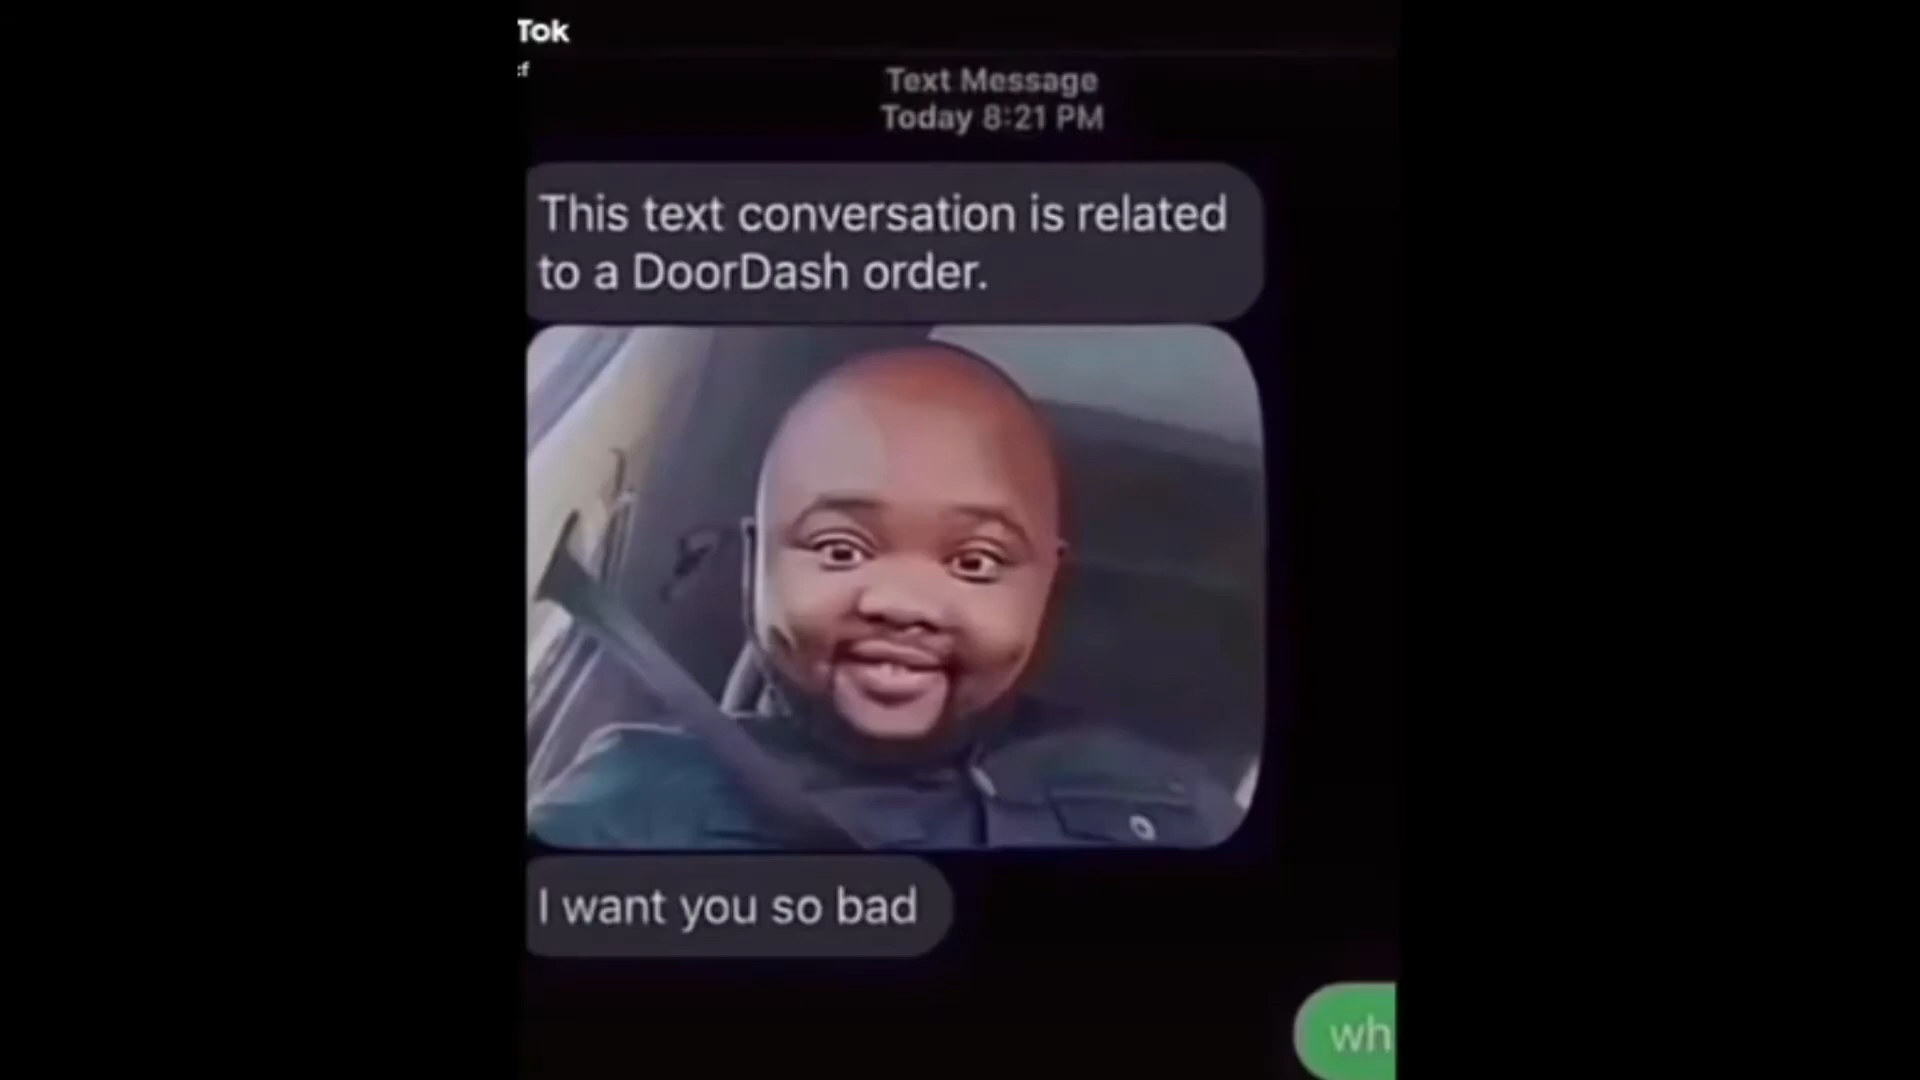 Tok
Text Message
Today 8:21 PM
This text conversation is related
to a DoorDash order.
I want you so bad
wh